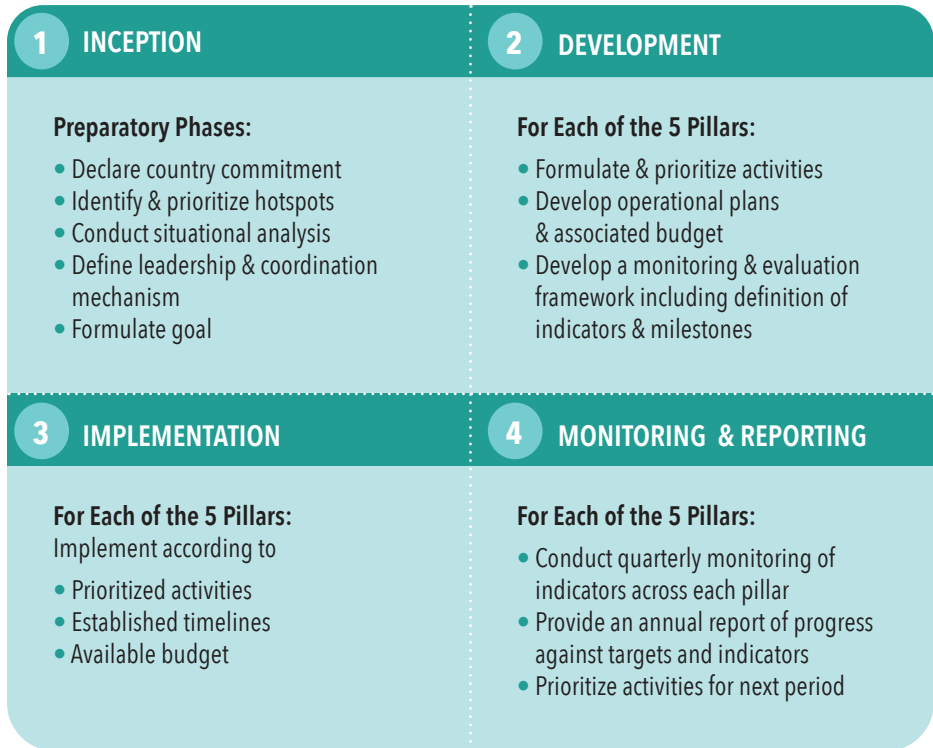 1 INCEPTION
Preparatory Phases:
• Declare country commitment
• Identify & prioritize hotspots
• Conduct situational analysis
• Define leadership & coordination
mechanism
• Formulate goal
2 DEVELOPMENT
For Each of the 5 Pillars:
• Formulate & prioritize activities
• Develop operational plans
& associated budget
• Develop a monitoring & evaluation
framework including definition of
indicators & milestones
3 IMPLEMENTATION
For Each of the 5 Pillars:
Implement according to
• Prioritized activities
• Established timelines
• Available budget
4 MONITORING & REPORTING
For Each of the 5 Pillars:
• Conduct quarterly monitoring of
indicators across each pillar
• Provide an annual report of progress
against targets and indicators
• Prioritize activities for next period